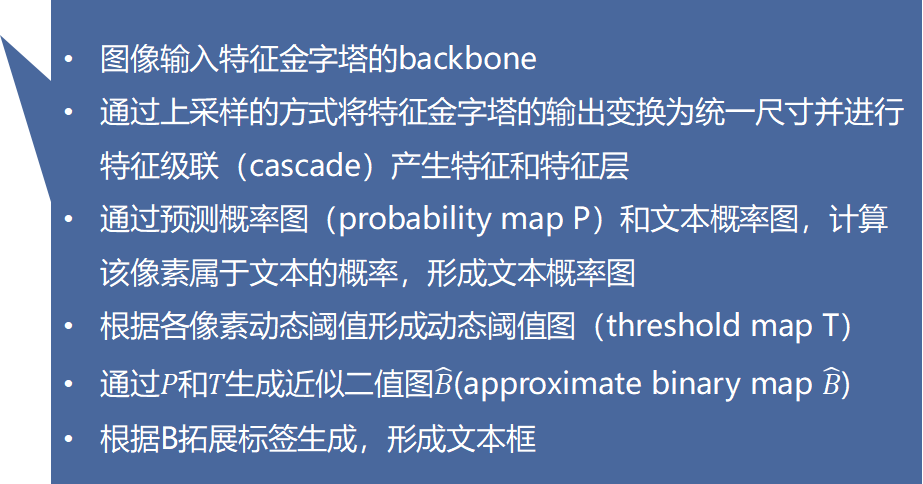 • 图像输入特征金字塔的backbone
• 通过上采样的方式将特征金字塔的输出变换为统一尺寸并进行
特征级联（cascade）产生特征和特征层
• 通过预测概率图（probability map P）和文本概率图，计算
该像素属于文本的概率，形成文本概率图
• 根据各像素动态阈值形成动态阈值图（threshold map T）
• 通过P和T生成近似二值图B̂(approximate binary map B̂)
• 根据B拓展标签生成，形成文本框